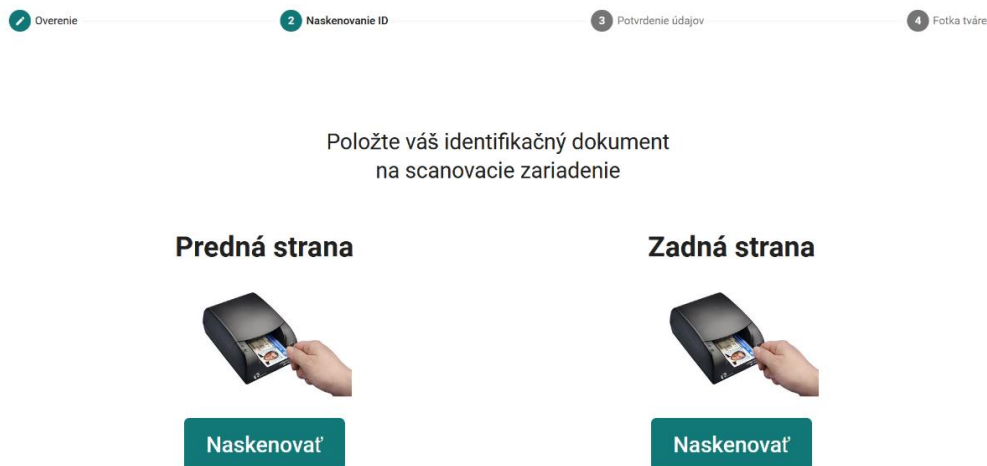 Overenie
2 Naskenovanie ID
3 Potvrdenie údajov
4 Fotka tváre
Položte váš identifikačný dokument
na scanovacie zariadenie
Predná strana
Zadná strana
Naskenovať
Naskenovať